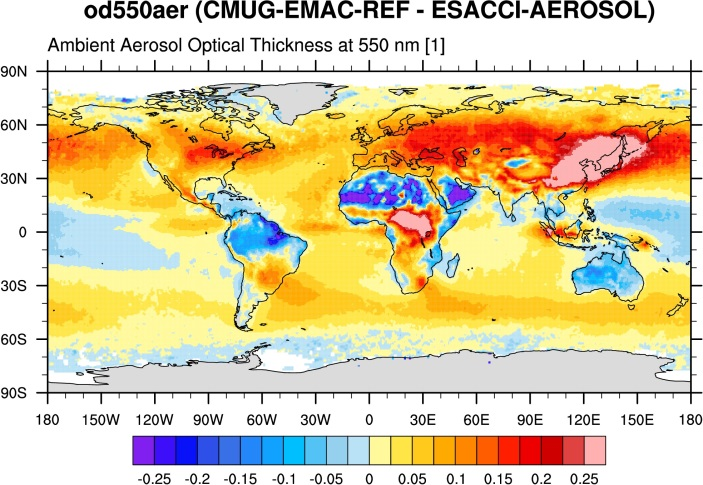 od550aer (CMUG-EMAC-REF - ESACCI-AEROSOL)
Ambient Aerosol Optical Thickness at 550 nm [1]
90N
60N
30N
0
30S
60S
90S
180 150W 120W 90W 60W 30W 0 30E 60E 90E 120E 150E 180
-0.25 -0.2 -0.15 -0.1 -0.05 0 0.05 0.1 0.15 0.2 0.25